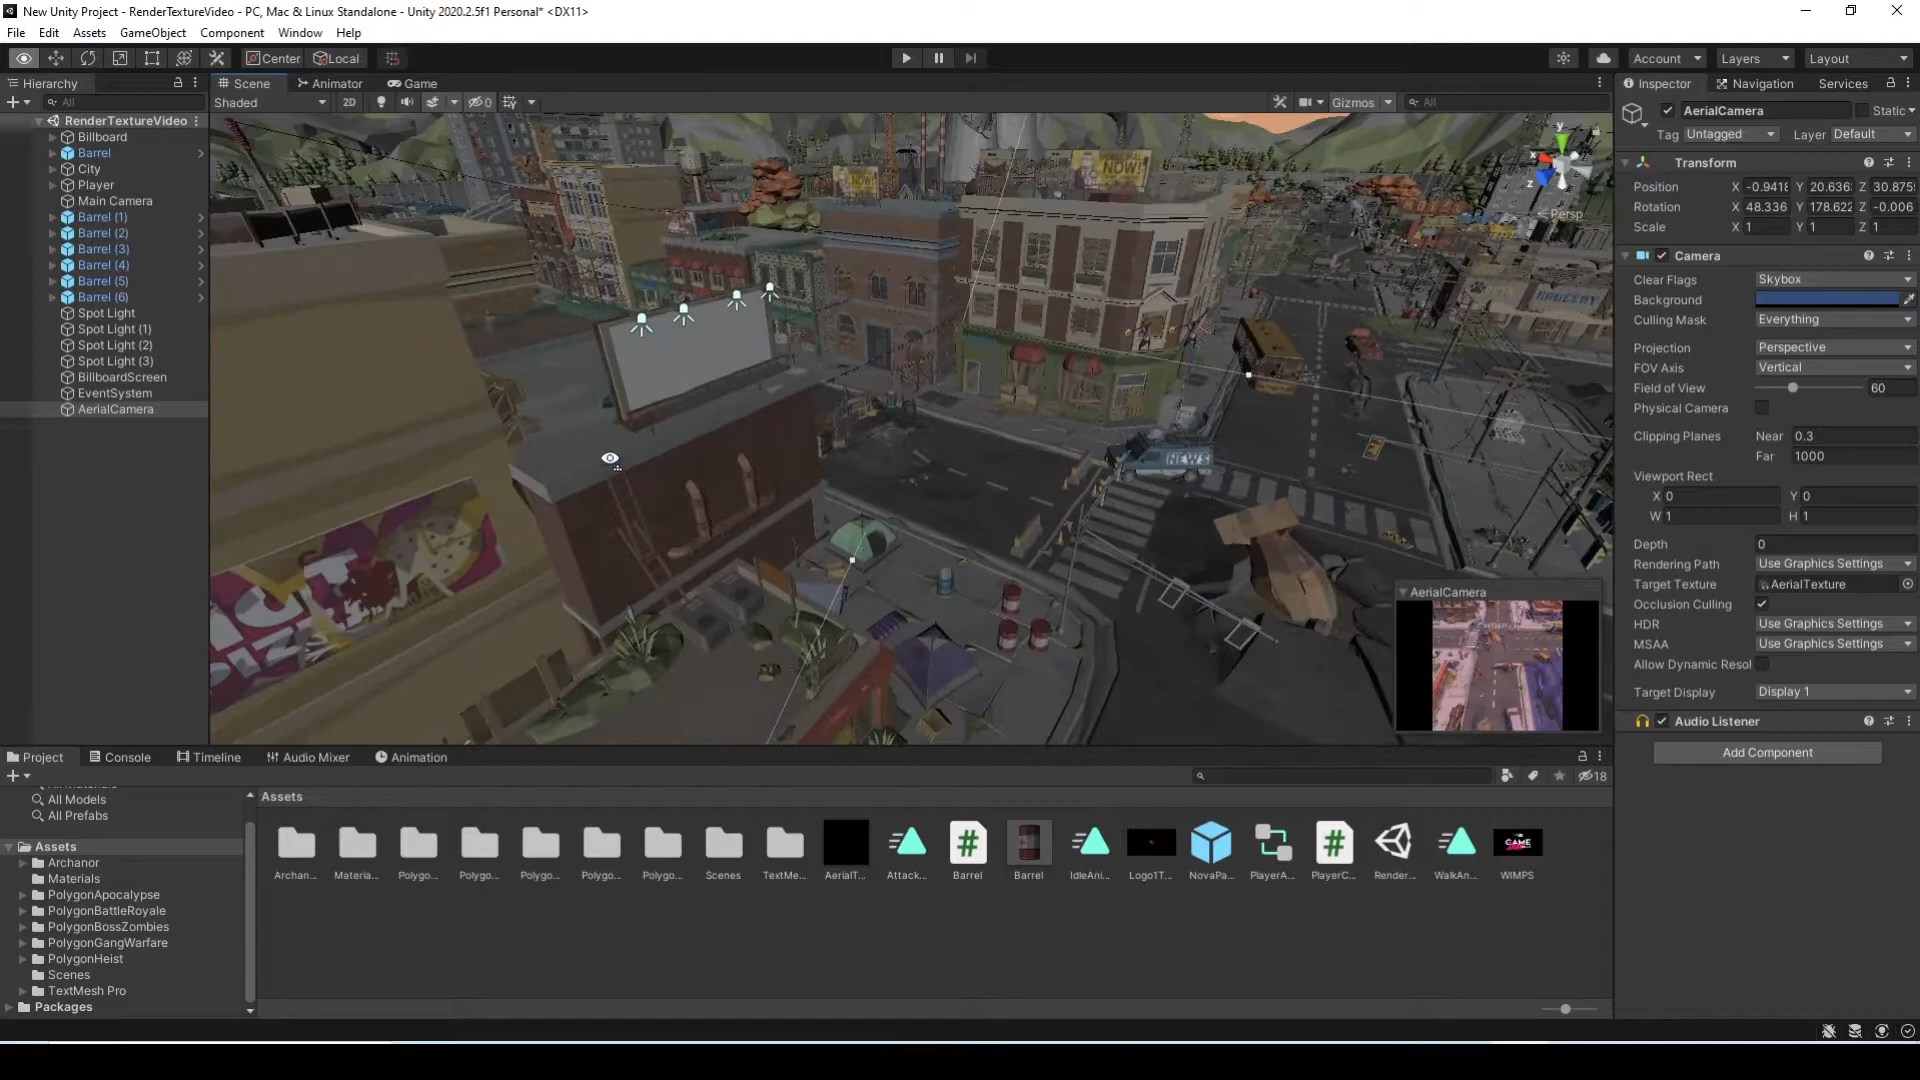 New Unity Project - RenderTextureVideo - PC, Mac & Linux Standalone - Unity 2020.2.5f1 Personal* <DX11>
File Edit Assets GameObject Component Window Help
Center Local Account Layers Layout
Hierarchy Scene Animator Game Inspector Navigation Services
All Shaded 2D 0 Gizmos All
RenderTextureVideo
Billboard
Barrel
City
Player
Main Camera
Barrel (1)
Barrel (2)
Barrel (3)
Barrel (4)
Barrel (5)
Barrel (6)
Spot Light
Spot Light (1)
Spot Light (2)
Spot Light (3)
BillboardScreen
EventSystem
AerialCamera
NOW!
NOW!
GROCERY
NEWS
y
x
z
Persp
AerialCamera
AerialCamera Static
Tag Untagged Layer Default
Transform
Position X -0.9418 Y 20.636 Z 30.875
Rotation X 48.336 Y 178.622 Z -0.006
Scale X 1 Y 1 Z 1
Camera
Clear Flags Skybox
Background
Culling Mask Everything
Projection Perspective
FOV Axis Vertical
Field of View 60
Physical Camera
Clipping Planes Near 0.3
Far 1000
Viewport Rect
X 0 Y 0
W 1 H 1
Depth 0
Rendering Path Use Graphics Settings
Target Texture AerialTexture
Occlusion Culling
HDR Use Graphics Settings
MSAA Use Graphics Settings
Allow Dynamic Resol
Target Display Display 1
Audio Listener
Add Component
Project Console Timeline Audio Mixer Animation
18
All Models
All Prefabs
Assets
Archanor
Materials
PolygonApocalypse
PolygonBattleRoyale
PolygonBossZombies
PolygonGangWarfare
PolygonHeist
Scenes
TextMesh Pro
Packages
Assets
Archan... Materia... Polygo... Polygo... Polygo... Polygo... Polygo... Scenes TextMe... AerialT... Attack... Barrel Barrel IdleAni... Logo1T... NovaPa... PlayerA... PlayerC... Render... WalkAn... WIMPS
GAME